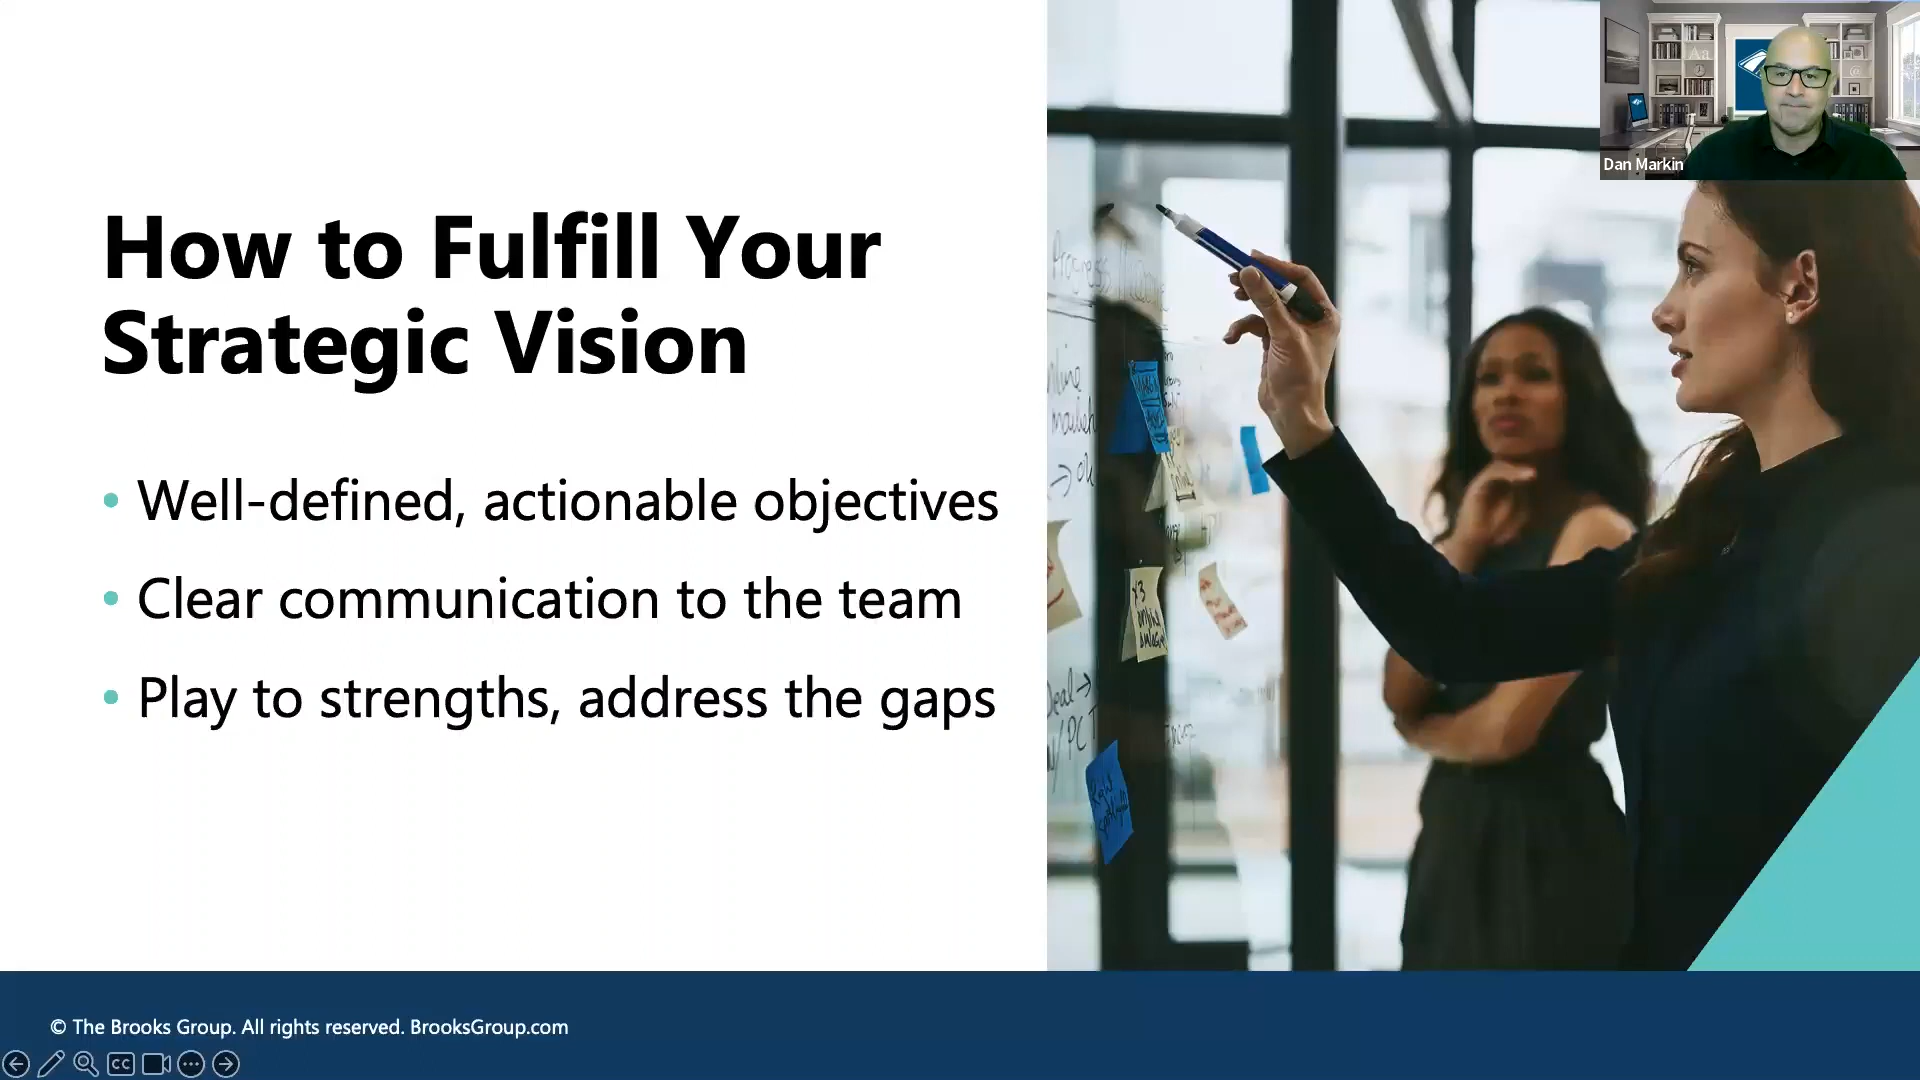 How to Fulfill Your
Strategic Vision
• Well-defined, actionable objectives
• Clear communication to the team
• Play to strengths, address the gaps
Dan Markin
© The Brooks Group. All rights reserved. BrooksGroup.com
CC